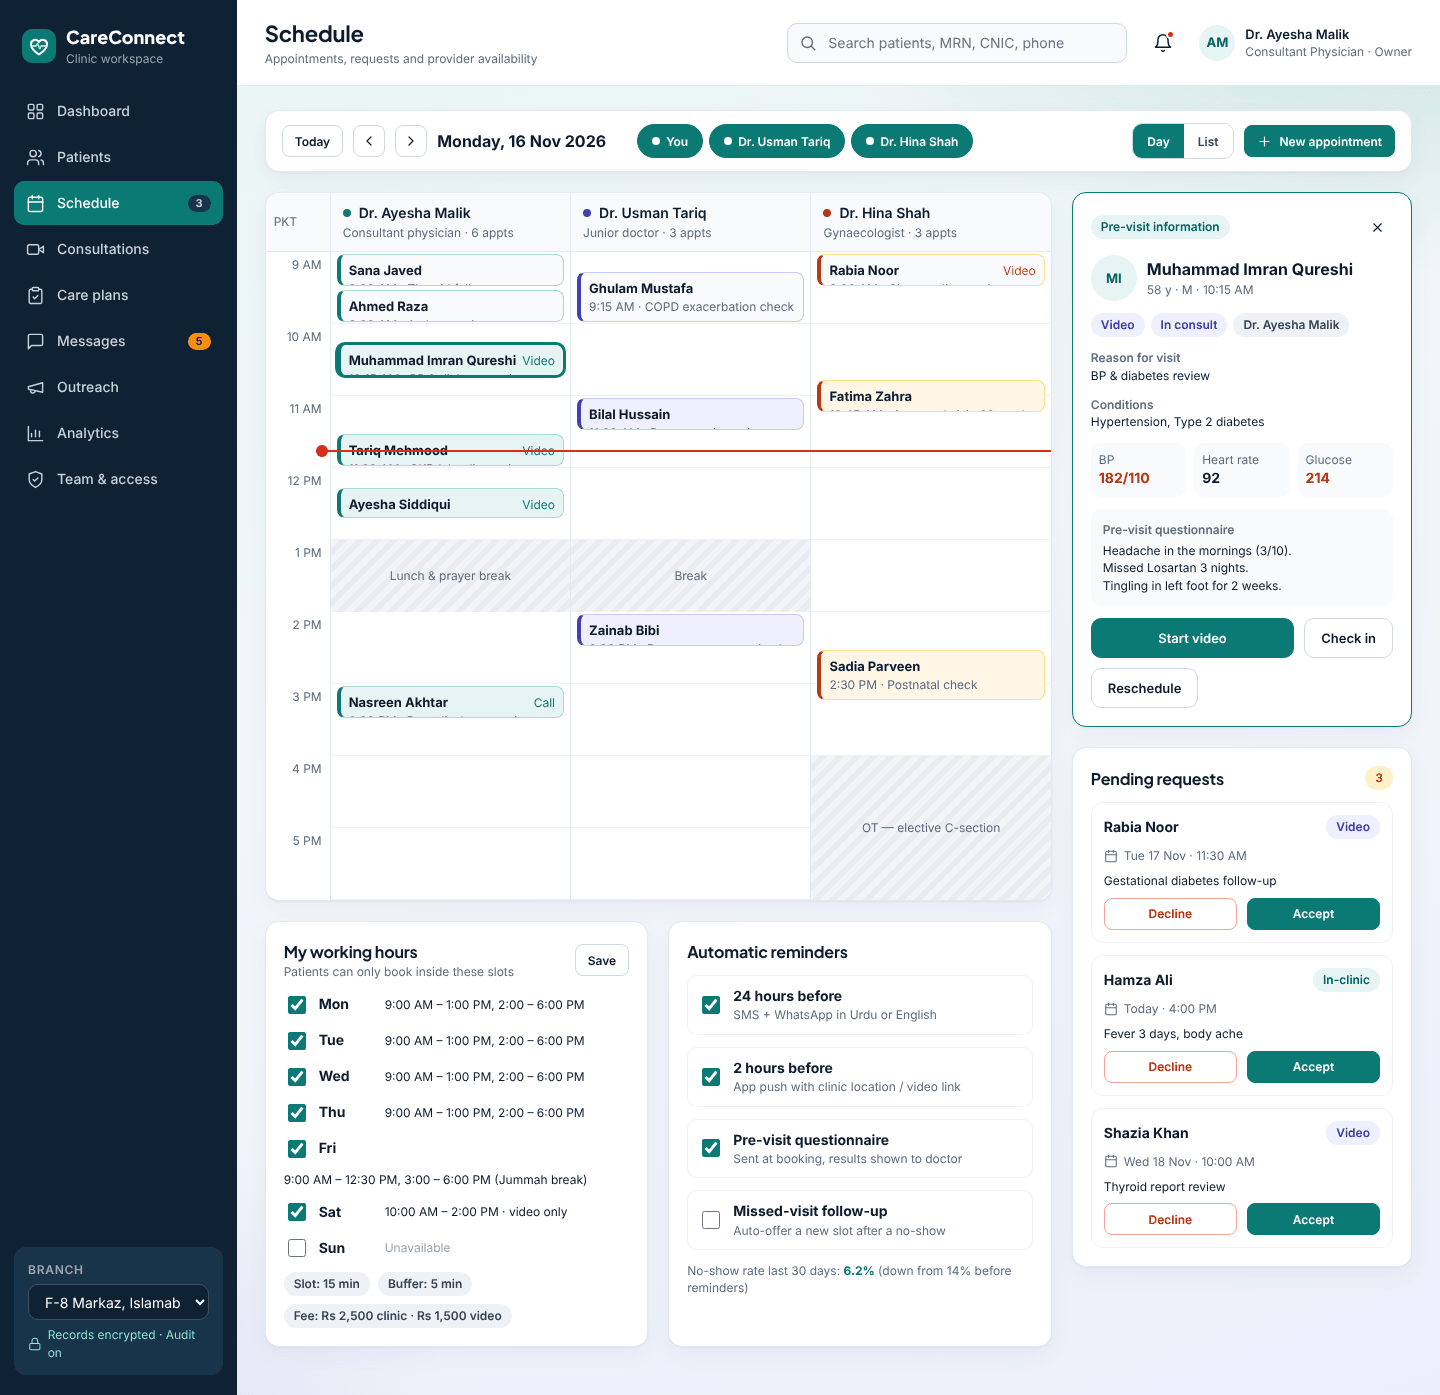 CareConnect
Clinic workspace
Dashboard
Patients
Schedule 3
Consultations
Care plans
Messages 5
Outreach
Analytics
Team & access
BRANCH
F-8 Markaz, Islamab
Records encrypted · Audit
on
Schedule
Appointments, requests and provider availability
Search patients, MRN, CNIC, phone
AM
Dr. Ayesha Malik
Consultant Physician · Owner
Today
Monday, 16 Nov 2026
You
Dr. Usman Tariq
Dr. Hina Shah
Day
List
New appointment
PKT
Dr. Ayesha Malik
Consultant physician · 6 appts
Dr. Usman Tariq
Junior doctor · 3 appts
Dr. Hina Shah
Gynaecologist · 3 appts
9 AM
10 AM
11 AM
12 PM
1 PM
2 PM
3 PM
4 PM
5 PM
Sana Javed
Ahmed Raza
Muhammad Imran Qureshi Video
Tariq Mehmood Video
Ayesha Siddiqui Video
Lunch & prayer break
Nasreen Akhtar Call
Ghulam Mustafa
9:15 AM · COPD exacerbation check
Bilal Hussain
Break
Zainab Bibi
Rabia Noor Video
Fatima Zahra
Sadia Parveen
2:30 PM · Postnatal check
OT — elective C-section
Pre-visit information
MI
Muhammad Imran Qureshi
58 y · M · 10:15 AM
Video
In consult
Dr. Ayesha Malik
Reason for visit
BP & diabetes review
Conditions
Hypertension, Type 2 diabetes
BP
182/110
Heart rate
92
Glucose
214
Pre-visit questionnaire
Headache in the mornings (3/10).
Missed Losartan 3 nights.
Tingling in left foot for 2 weeks.
Start video
Check in
Reschedule
Pending requests 3
Rabia Noor Video
Tue 17 Nov · 11:30 AM
Gestational diabetes follow-up
Decline
Accept
Hamza Ali In-clinic
Today · 4:00 PM
Fever 3 days, body ache
Decline
Accept
Shazia Khan Video
Wed 18 Nov · 10:00 AM
Thyroid report review
Decline
Accept
My working hours
Patients can only book inside these slots
Save
Mon 9:00 AM – 1:00 PM, 2:00 – 6:00 PM
Tue 9:00 AM – 1:00 PM, 2:00 – 6:00 PM
Wed 9:00 AM – 1:00 PM, 2:00 – 6:00 PM
Thu 9:00 AM – 1:00 PM, 2:00 – 6:00 PM
Fri
9:00 AM – 12:30 PM, 3:00 – 6:00 PM (Jummah break)
Sat 10:00 AM – 2:00 PM · video only
Sun Unavailable
Slot: 15 min
Buffer: 5 min
Fee: Rs 2,500 clinic · Rs 1,500 video
Automatic reminders
24 hours before
SMS + WhatsApp in Urdu or English
2 hours before
App push with clinic location / video link
Pre-visit questionnaire
Sent at booking, results shown to doctor
Missed-visit follow-up
Auto-offer a new slot after a no-show
No-show rate last 30 days: 6.2% (down from 14% before
reminders)